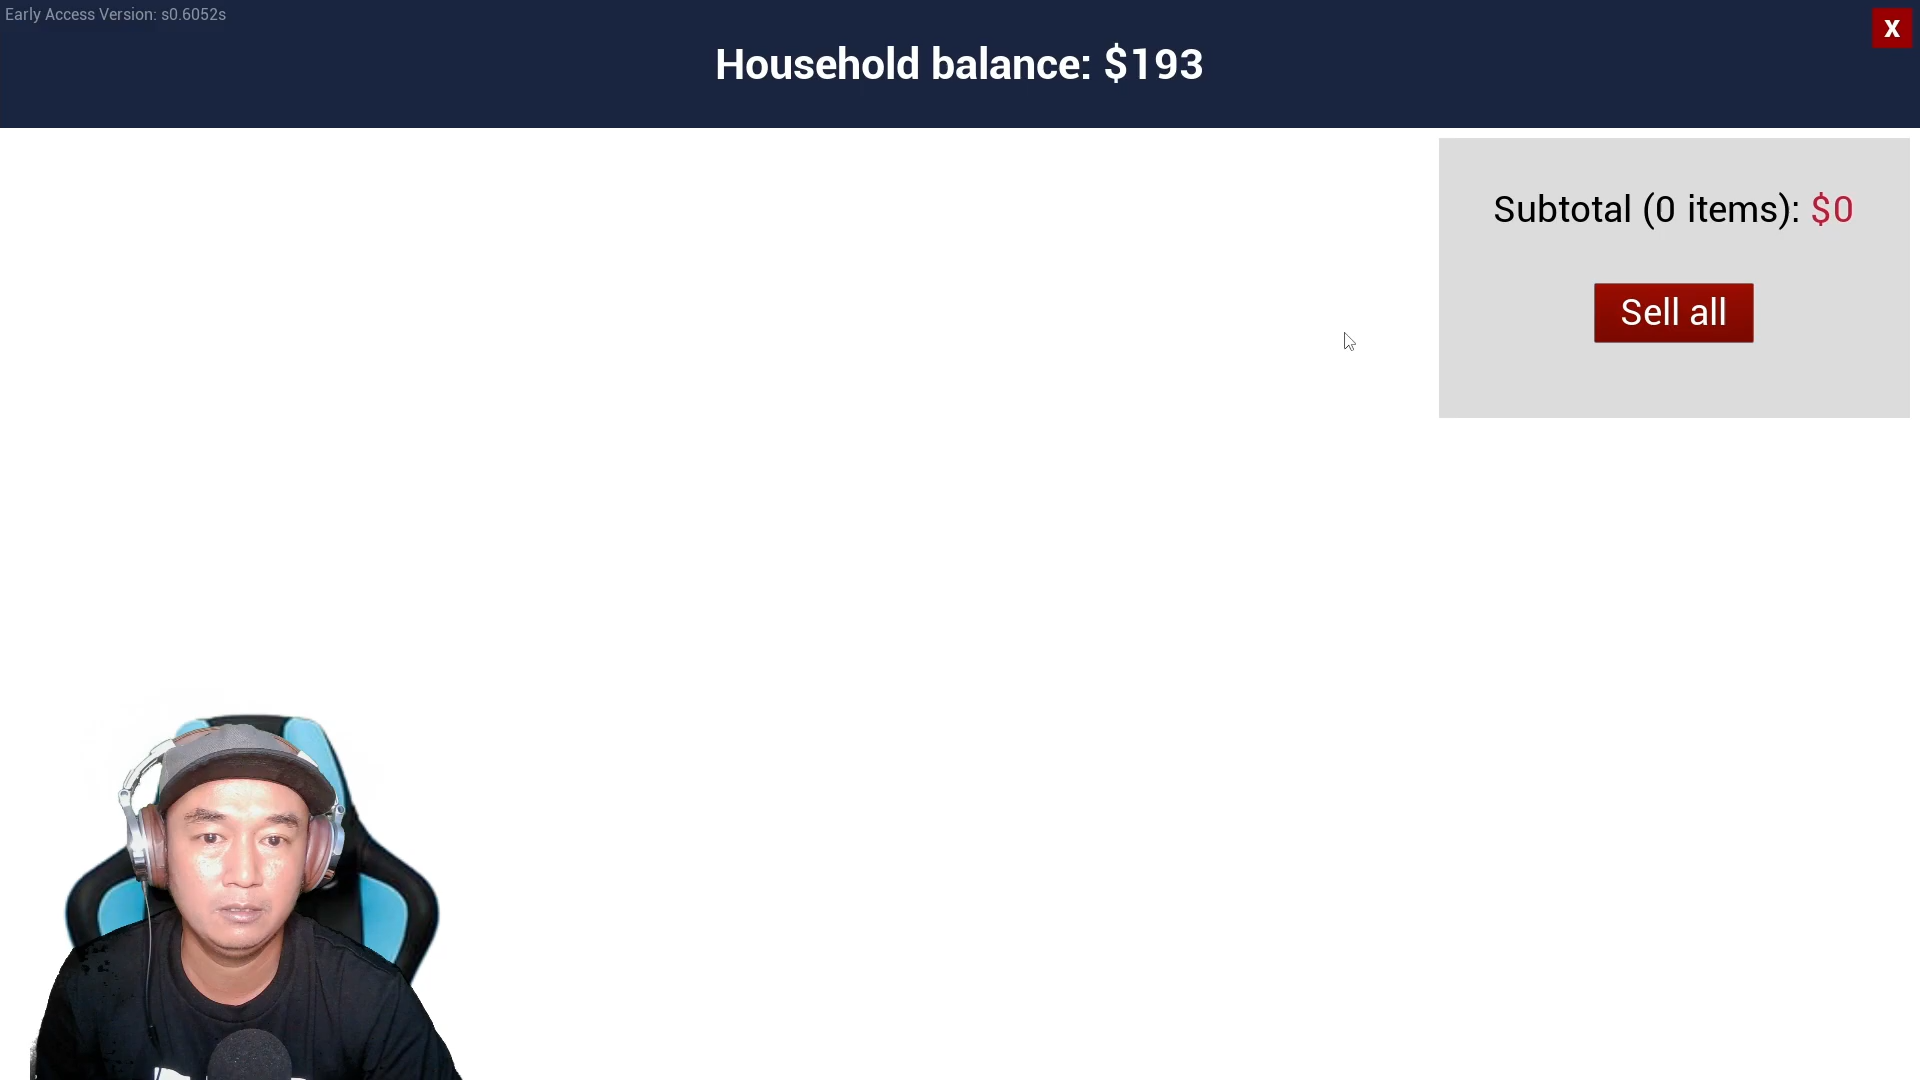 Early Access Version: s0.6052s
X
Household balance: $193
Subtotal (0 items): $0
Sell all